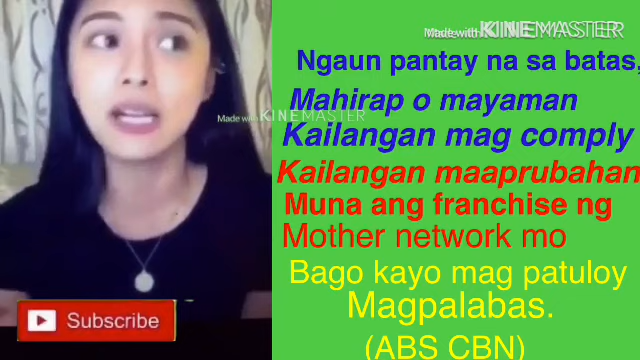 Made with KINEMASTER
Made with KINEMASTER
Ngaun pantay na sa batas,
Mahirap o mayaman
Kailangan mag comply
Kailangan maaprubahan
Muna ang franchise ng
Mother network mo
Bago kayo mag patuloy
Magpalabas.
(ABS CBN)
Subscribe